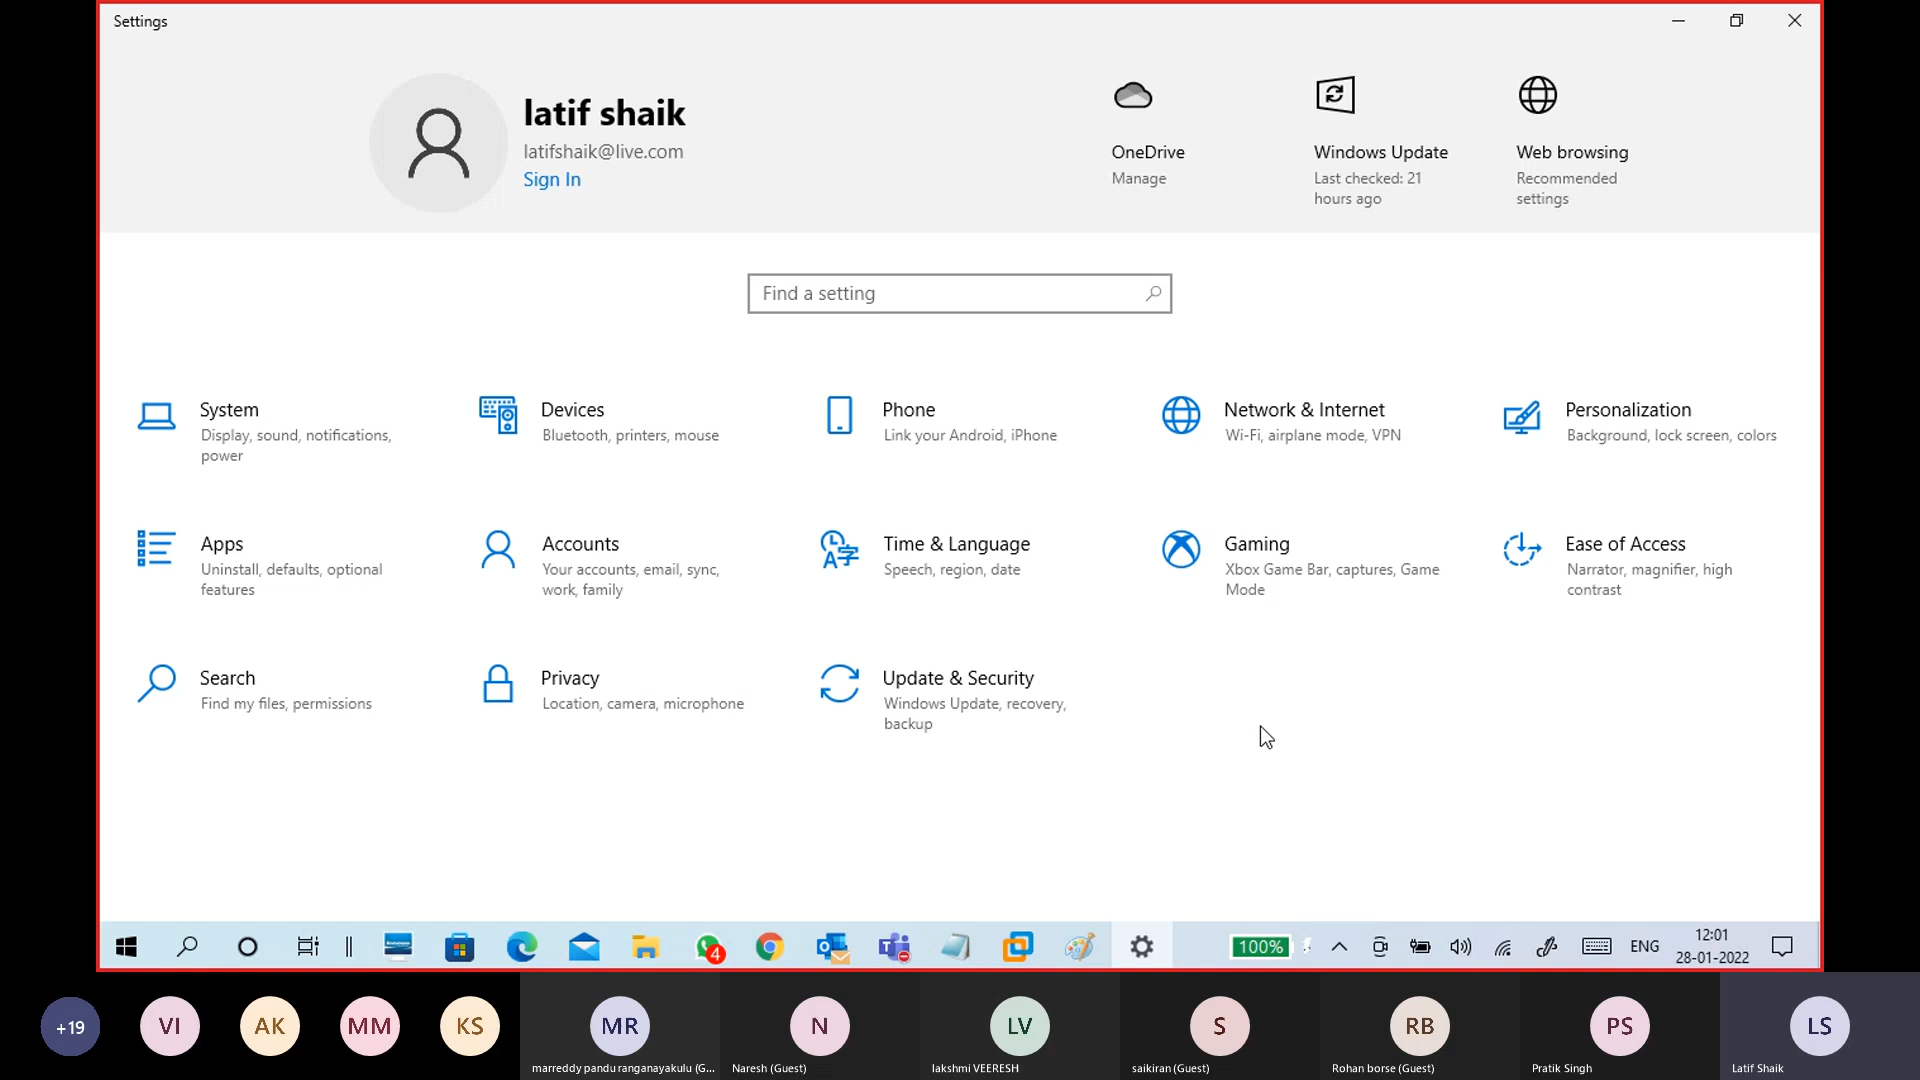 Settings
latif shaik
latifshaik@live.com
Sign In
OneDrive
Manage
Windows Update
Last checked: 21
hours ago
Web browsing
Recommended
settings
Find a setting
System
Display, sound, notifications,
power
Devices
Bluetooth, printers, mouse
Phone
Link your Android, iPhone
Network & Internet
Wi-Fi, airplane mode, VPN
Personalization
Background, lock screen, colors
Apps
Uninstall, defaults, optional
features
Accounts
Your accounts, email, sync,
work, family
Time & Language
Speech, region, date
Gaming
Xbox Game Bar, captures, Game
Mode
Ease of Access
Narrator, magnifier, high
contrast
Search
Find my files, permissions
Privacy
Location, camera, microphone
Update & Security
Windows Update, recovery,
backup
4
100%
ENG
12:01
28-01-2022
+19
VI
AK
MM
KS
MR
marreddy pandu ranganayakulu (G...
N
Naresh (Guest)
LV
lakshmi VEERESH
S
saikiran (Guest)
RB
Rohan borse (Guest)
PS
Pratik Singh
LS
Latif Shaik